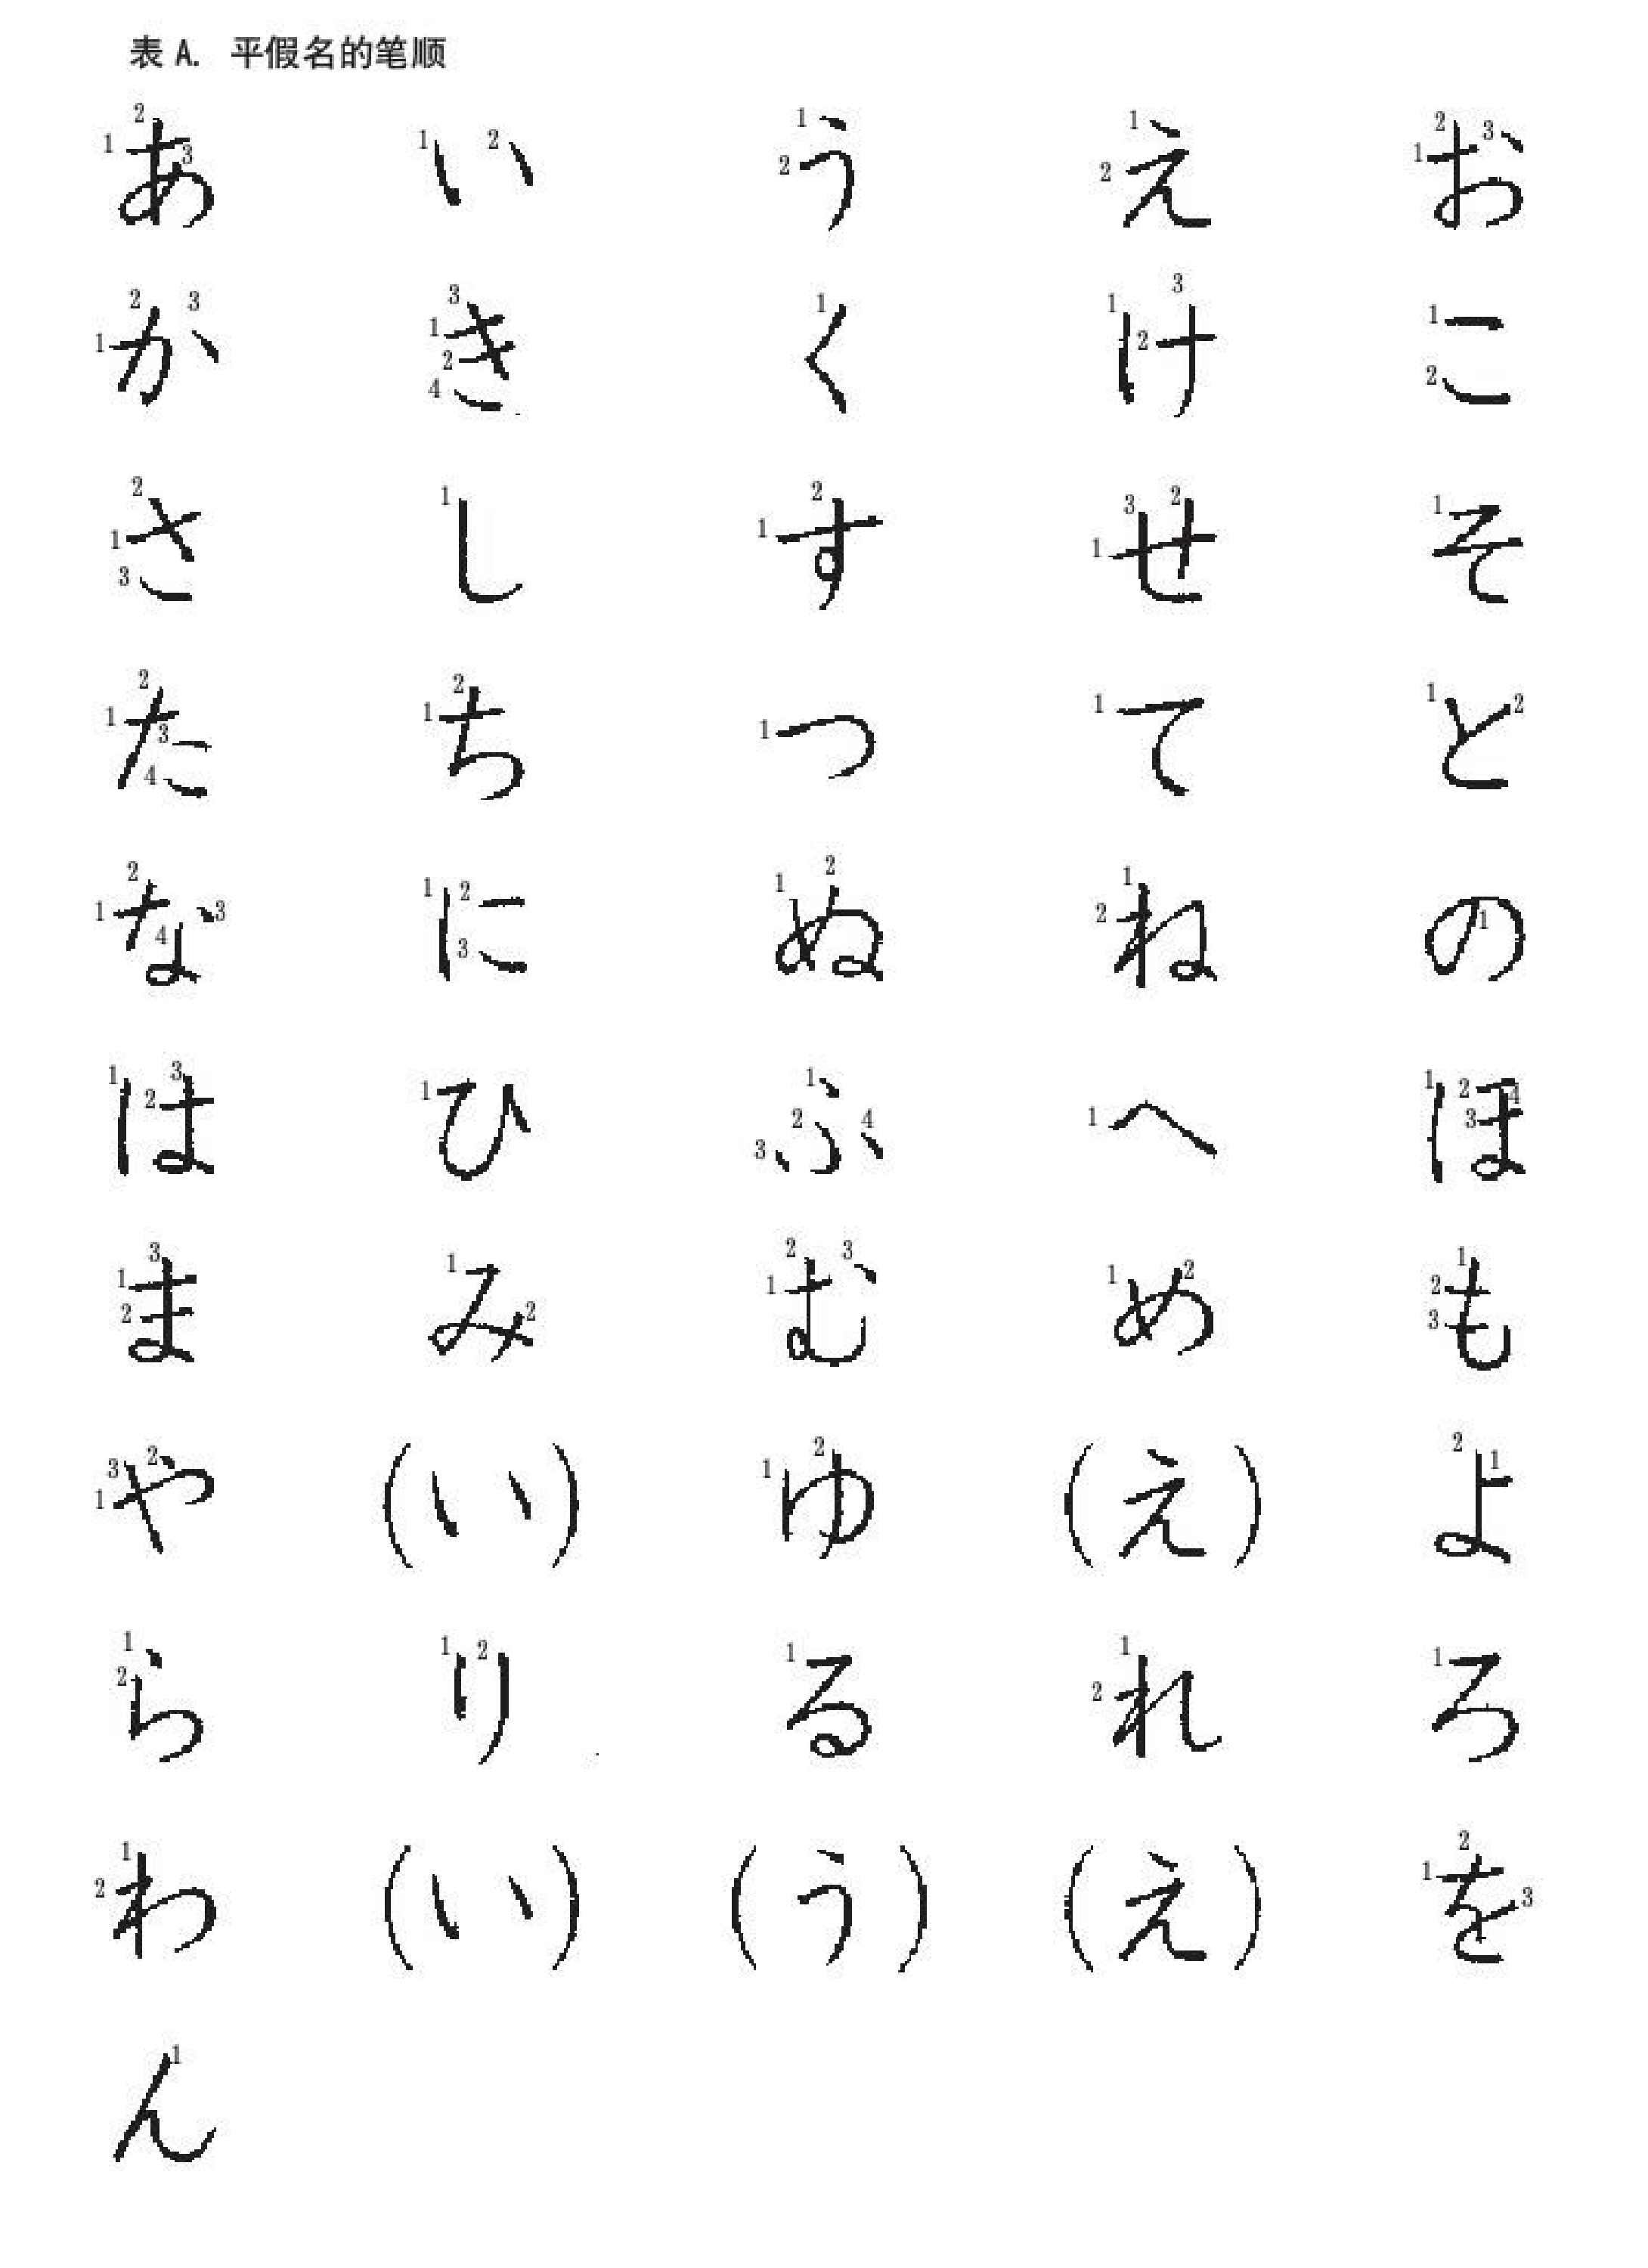 表 A. 平假名的笔顺
あ い う え お
か き く け こ
さ し す せ そ
た ち つ て と
な に ぬ ね の
は ひ ふ へ ほ
ま み む め も
や (い) ゆ (え) よ
ら り る れ ろ
わ (い) (う) (え) を
ん